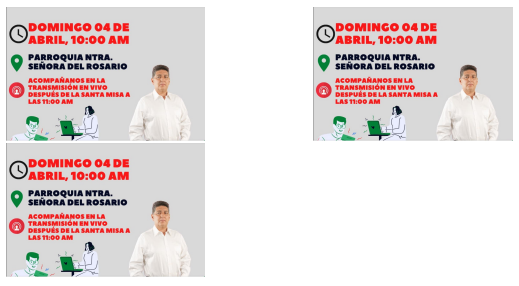 DOMINGO 04 DE
ABRIL, 10:00 AM
PARROQUIA NTRA.
SEÑORA DEL ROSARIO
ACOMPAÑANOS EN LA
TRANSMISIÓN EN VIVO
DESPUÉS DE LA SANTA MISA A
LAS 11:00 AM
DOMINGO 04 DE
ABRIL, 10:00 AM
PARROQUIA NTRA.
SEÑORA DEL ROSARIO
ACOMPAÑANOS EN LA
TRANSMISIÓN EN VIVO
DESPUÉS DE LA SANTA MISA A
LAS 11:00 AM
DOMINGO 04 DE
ABRIL, 10:00 AM
PARROQUIA NTRA.
SEÑORA DEL ROSARIO
ACOMPAÑANOS EN LA
TRANSMISIÓN EN VIVO
DESPUÉS DE LA SANTA MISA A
LAS 11:00 AM